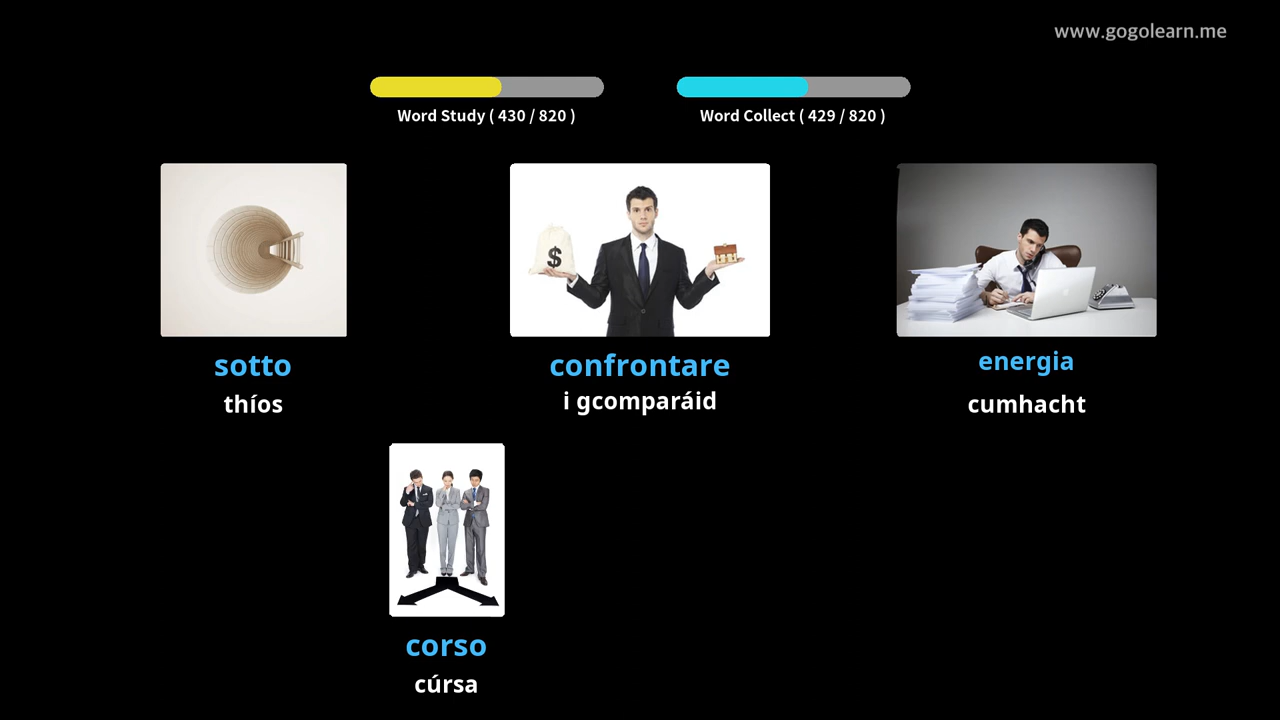 www.gogolearn.me
Word Study ( 430 / 820 )
Word Collect ( 429 / 820 )
$
sotto
thíos
confrontare
i gcomparáid
energia
cumhacht
corso
cúrsa